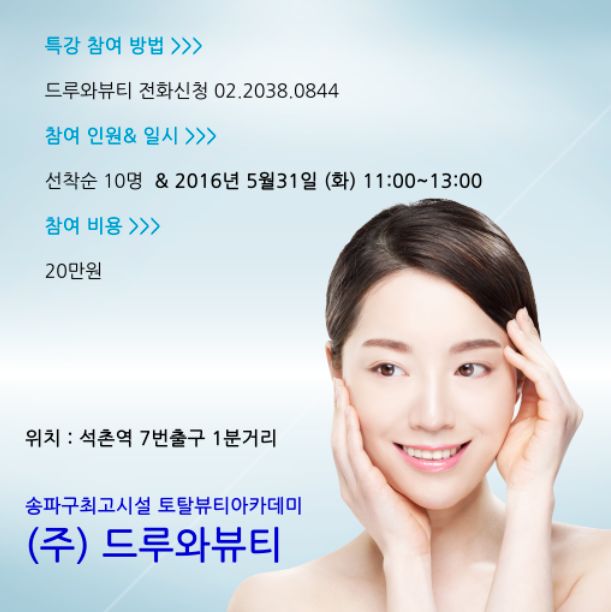 특강 참여 방법 >>>
드루와뷰티 전화신청 02.2038.0844
참여 인원& 일시 >>>
선착순 10명 & 2016년 5월31일 (화) 11:00~13:00
참여 비용 >>>
20만원
위치 : 석촌역 7번출구 1분거리
송파구최고시설 토탈뷰티아카데미
(주) 드루와뷰티